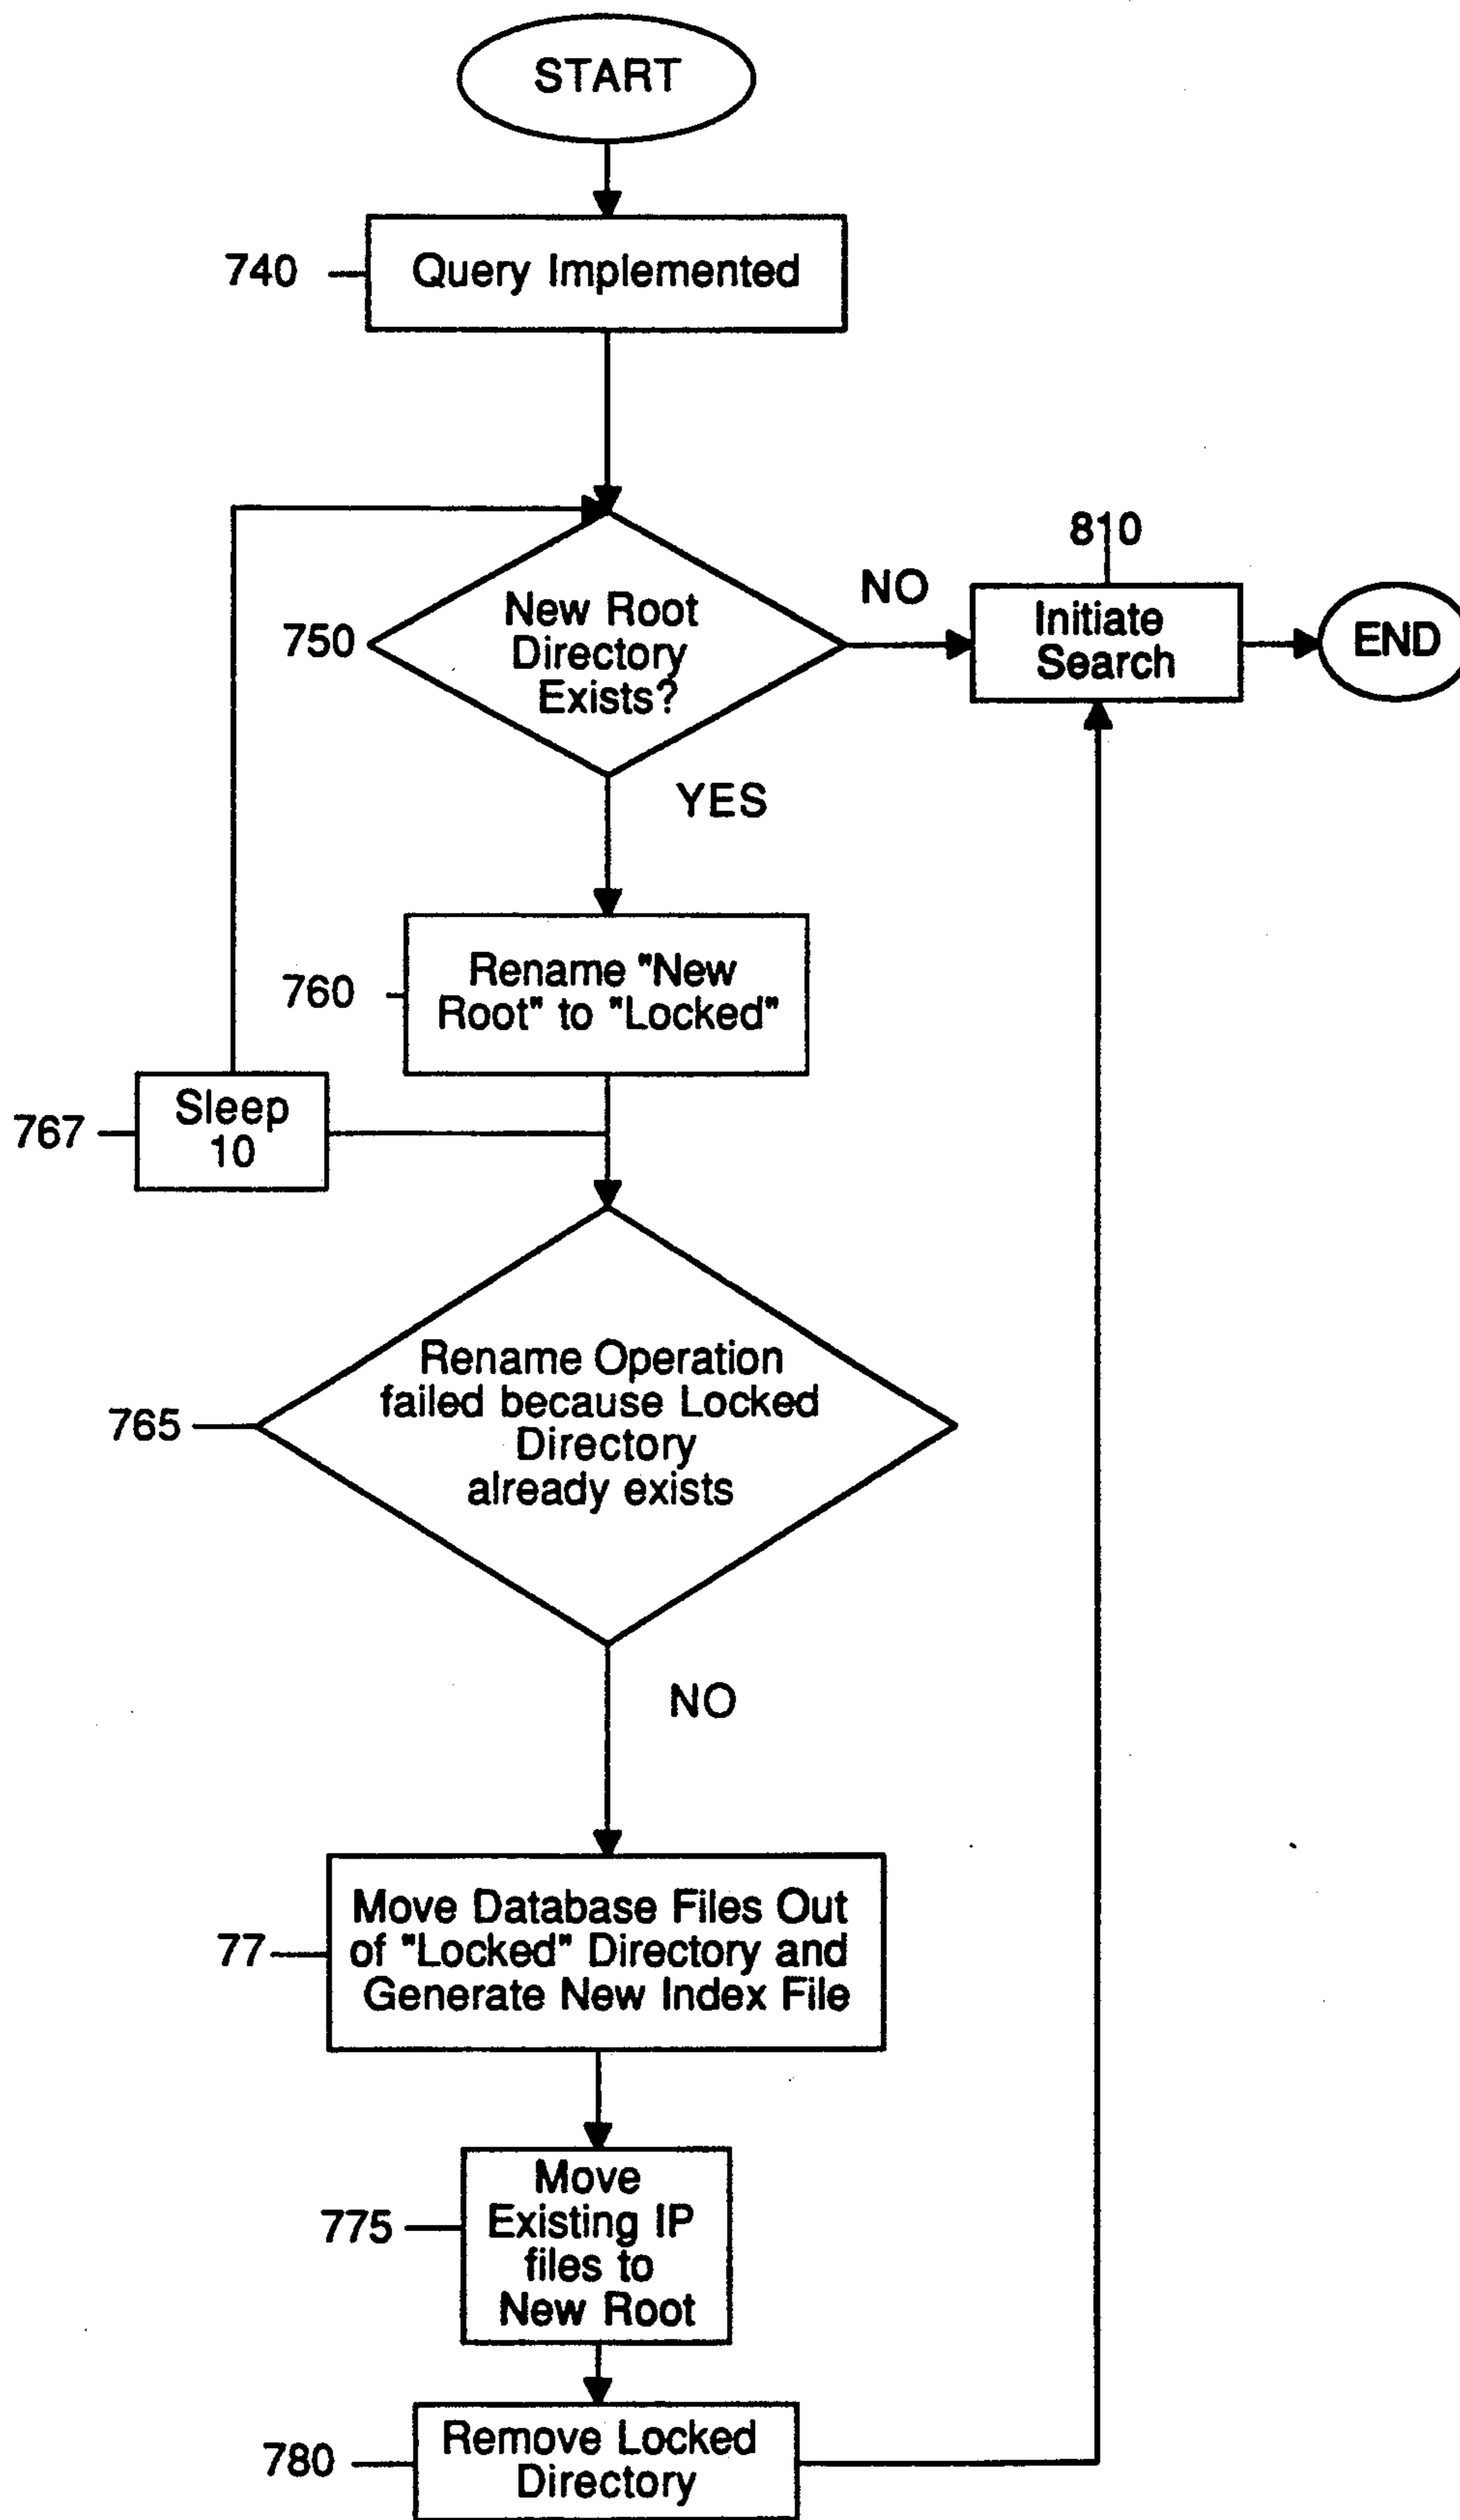 START
740
Query Implemented
810
NO
750
New Root
Directory
Exists?
Initiate
Search
END
YES
760
Rename "New
Root" to "Locked"
767
Sleep
10
765
Rename Operation
failed because Locked
Directory
already exists
NO
77
Move Database Files Out
of "Locked" Directory and
Generate New Index File
775
Move
Existing IP
files to
New Root
780
Remove Locked
Directory